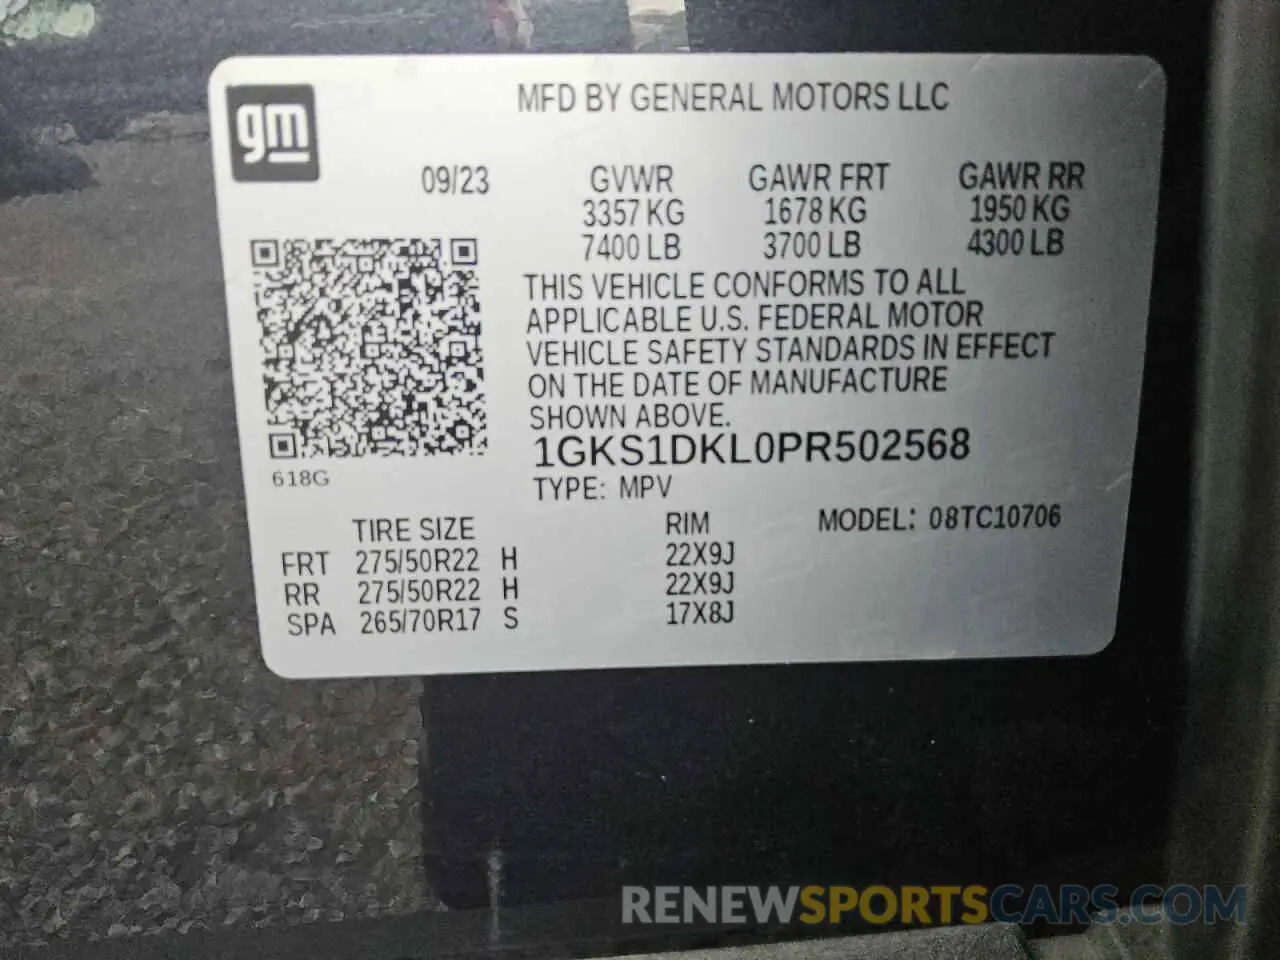 MFD BY GENERAL MOTORS LLC
gm
09/23 GVWR GAWR FRT GAWR RR
3357 KG 1678 KG 1950 KG
7400 LB 3700 LB 4300 LB
THIS VEHICLE CONFORMS TO ALL
APPLICABLE U.S. FEDERAL MOTOR
VEHICLE SAFETY STANDARDS IN EFFECT
ON THE DATE OF MANUFACTURE
SHOWN ABOVE.
1GKS1DKL0PR502568
618G
TYPE: MPV
TIRE SIZE RIM MODEL: 08TC10706
FRT 275/50R22 H 22X9J
RR 275/50R22 H 22X9J
SPA 265/70R17 S 17X8J
RENEWSPORTSCARS.COM